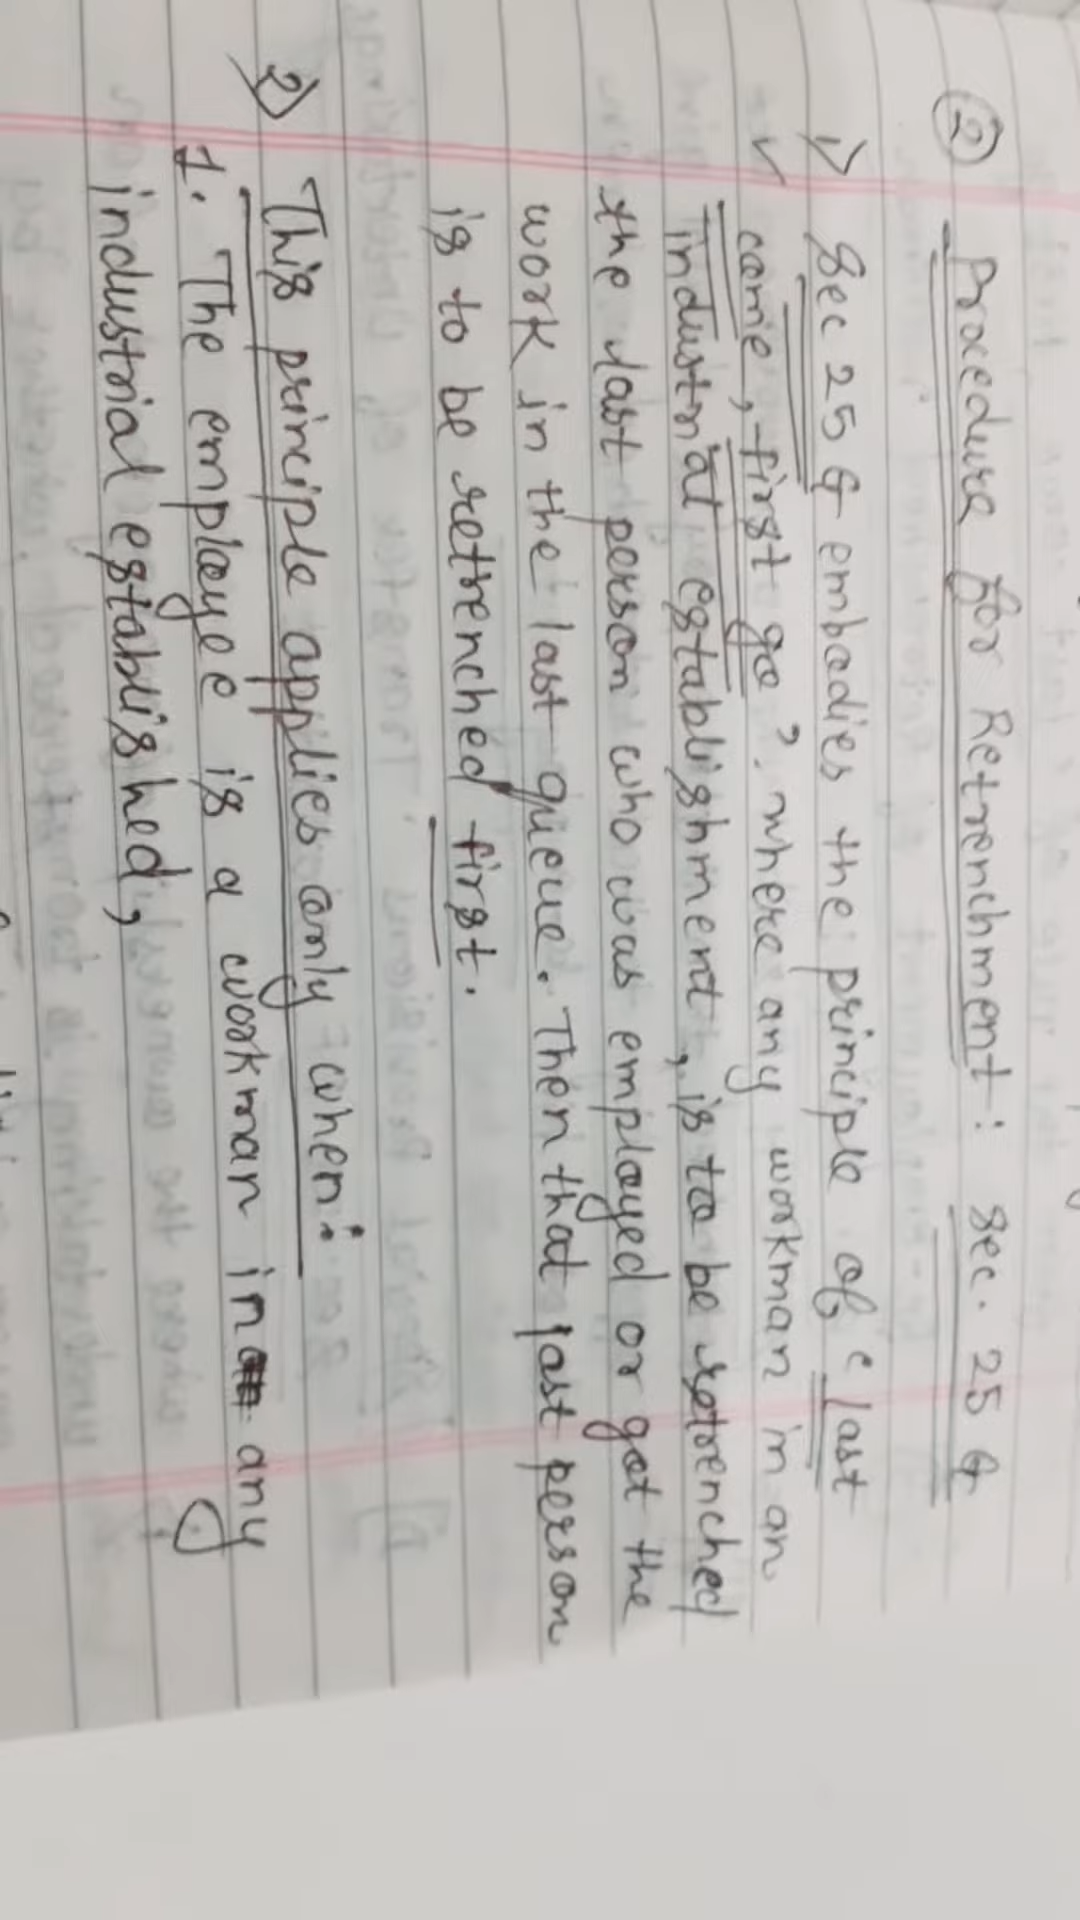 ② Procedure for Retrenchment: Sec. 25 G
1> Sec 25 G embodies the principle of ‘last
come, first go’. where any workman in an
industrial establishment, is to be retrenched
the last person who was employed or got the
work in the last queue. Then that last person
is to be retrenched first.
2> This principle applies only when:
1. The employee is a workman in any
industrial established,